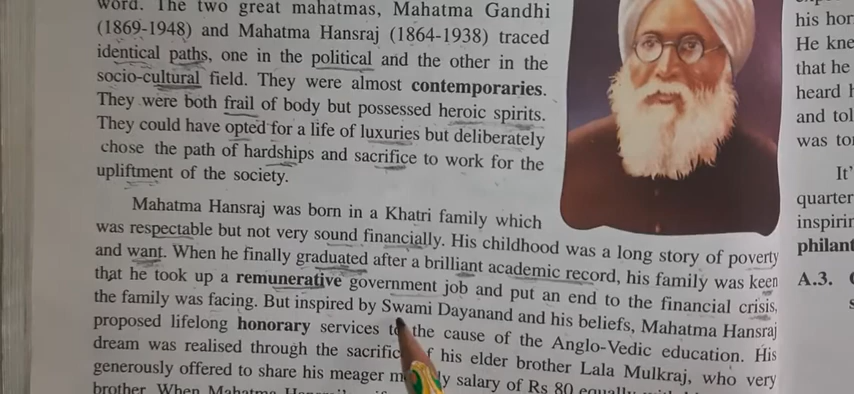 word. The two great mahatmas, Mahatma Gandhi
(1869-1948) and Mahatma Hansraj (1864-1938) traced
identical paths, one in the political and the other in the
socio-cultural field. They were almost contemporaries.
They were both frail of body but possessed heroic spirits.
They could have opted for a life of luxuries but deliberately
chose the path of hardships and sacrifice to work for the
upliftment of the society.
Mahatma Hansraj was born in a Khatri family which
was respectable but not very sound financially. His childhood was a long story of poverty
and want. When he finally graduated after a brilliant academic record, his family was keen
that he took up a remunerative government job and put an end to the financial crisis,
the family was facing. But inspired by Swami Dayanand and his beliefs, Mahatma Hansraj
proposed lifelong honorary services to the cause of the Anglo-Vedic education. His
dream was realised through the sacrific f his elder brother Lala Mulkraj, who very
generously offered to share his meager m ly salary of Rs 80 equally
brother. When Mahatma
his hor
He kne
that he
heard h
and tol
was to
It'
quarter
inspirin
philant
A.3.